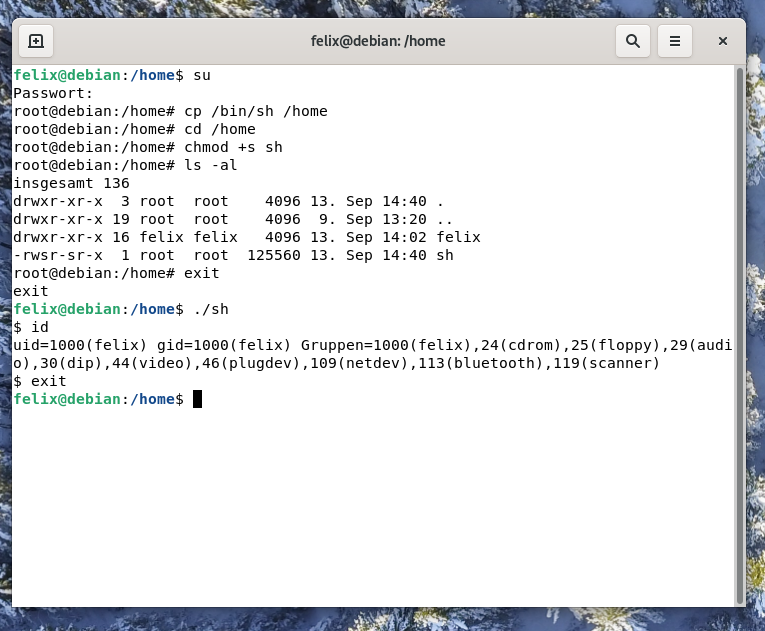 felix@debian: /home
felix@debian:/home$ su
Passwort:
root@debian:/home# cp /bin/sh /home
root@debian:/home# cd /home
root@debian:/home# chmod +s sh
root@debian:/home# ls -al
insgesamt 136
drwxr-xr-x  3 root  root    4096 13. Sep 14:40 .
drwxr-xr-x 19 root  root    4096  9. Sep 13:20 ..
drwxr-xr-x 16 felix felix   4096 13. Sep 14:02 felix
-rwsr-sr-x  1 root  root  125560 13. Sep 14:40 sh
root@debian:/home# exit
exit
felix@debian:/home$ ./sh
$ id
uid=1000(felix) gid=1000(felix) Gruppen=1000(felix),24(cdrom),25(floppy),29(audi
o),30(dip),44(video),46(plugdev),109(netdev),113(bluetooth),119(scanner)
$ exit
felix@debian:/home$